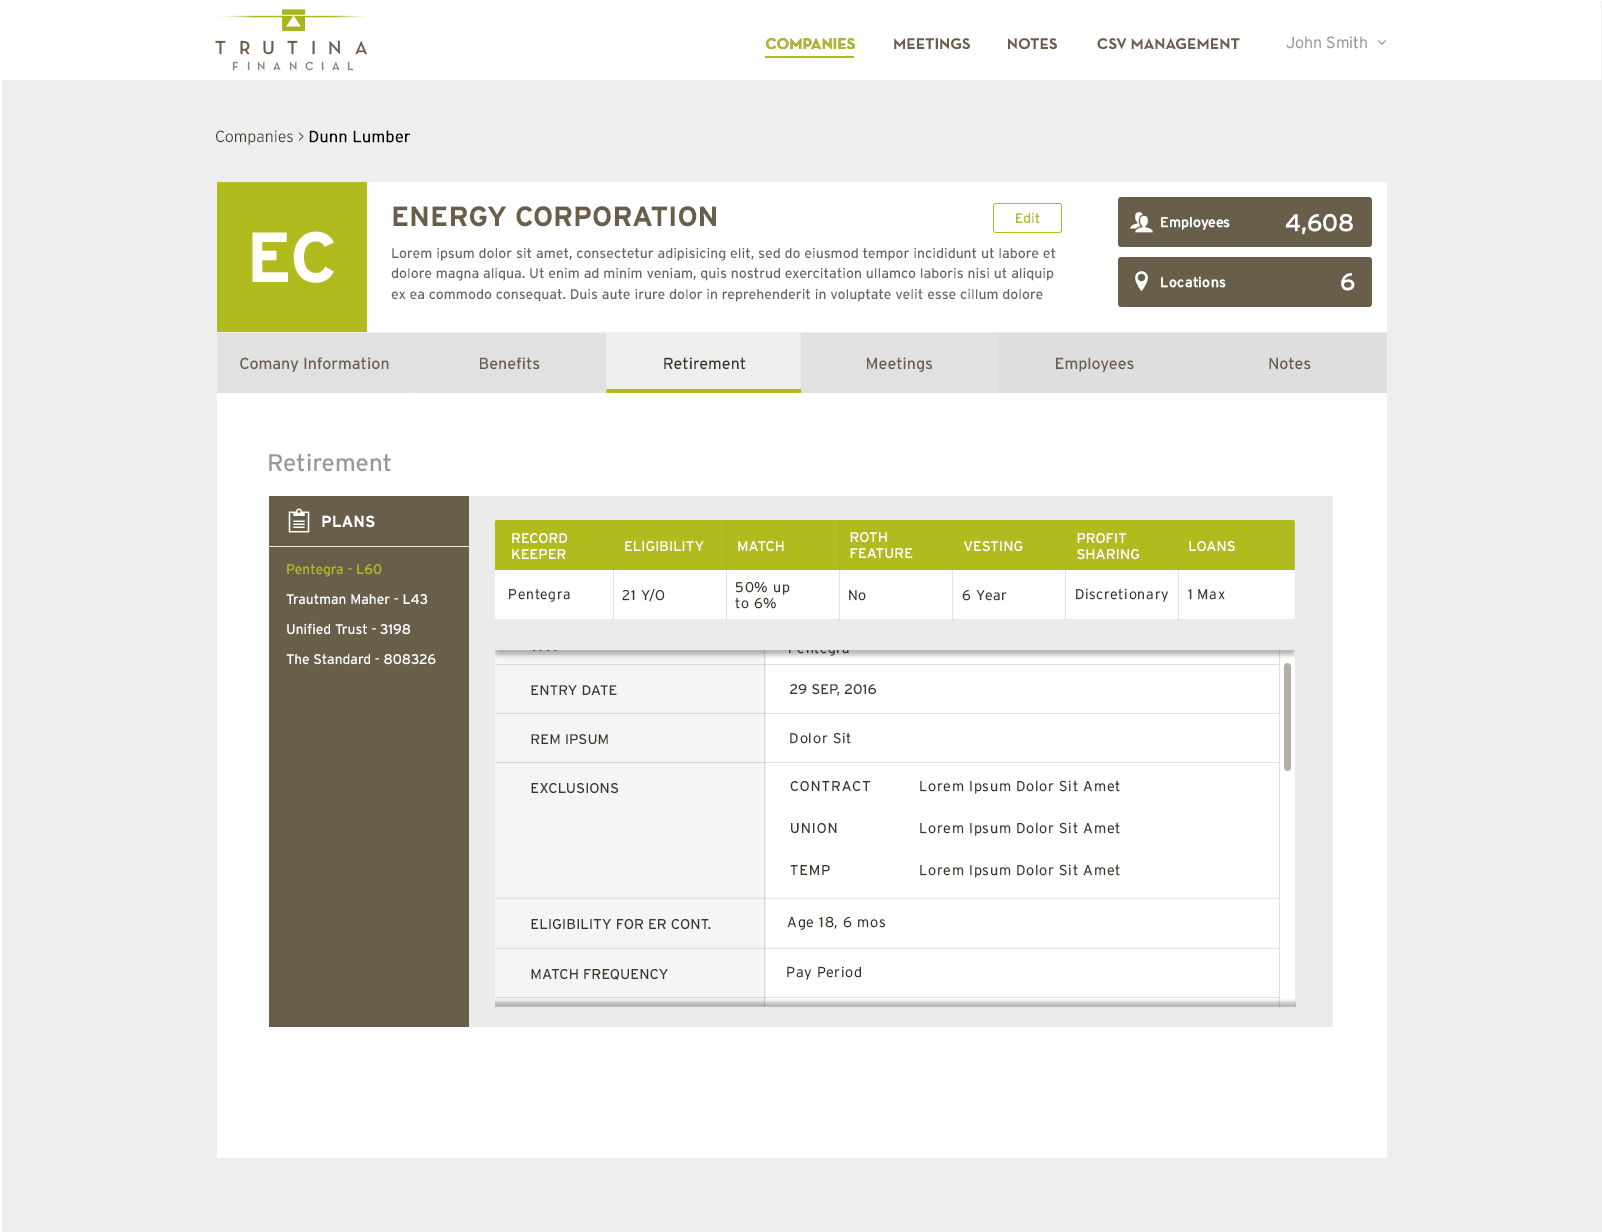 TRUTINA
FINANCIAL
COMPANIES
MEETINGS
NOTES
CSV MANAGEMENT
John Smith
Companies > Dunn Lumber
EC
ENERGY CORPORATION
Edit
Lorem ipsum dolor sit amet, consectetur adipisicing elit, sed do eiusmod tempor incididunt ut labore et
dolore magna aliqua. Ut enim ad minim veniam, quis nostrud exercitation ullamco laboris nisi ut aliquip
ex ea commodo consequat. Duis aute irure dolor in reprehenderit in voluptate velit esse cillum dolore
Employees 4,608
Locations 6
Comany Information
Benefits
Retirement
Meetings
Employees
Notes
Retirement
PLANS
Pentegra - L60
Trautman Maher - L43
Unified Trust - 3198
The Standard - 808326
RECORD
KEEPER
ELIGIBILITY
MATCH
ROTH
FEATURE
VESTING
PROFIT
SHARING
LOANS
Pentegra
21 Y/O
50% up
to 6%
No
6 Year
Discretionary
1 Max
Pentegra
ENTRY DATE
29 SEP, 2016
REM IPSUM
Dolor Sit
EXCLUSIONS
CONTRACT Lorem Ipsum Dolor Sit Amet
UNION Lorem Ipsum Dolor Sit Amet
TEMP Lorem Ipsum Dolor Sit Amet
ELIGIBILITY FOR ER CONT.
Age 18, 6 mos
MATCH FREQUENCY
Pay Period